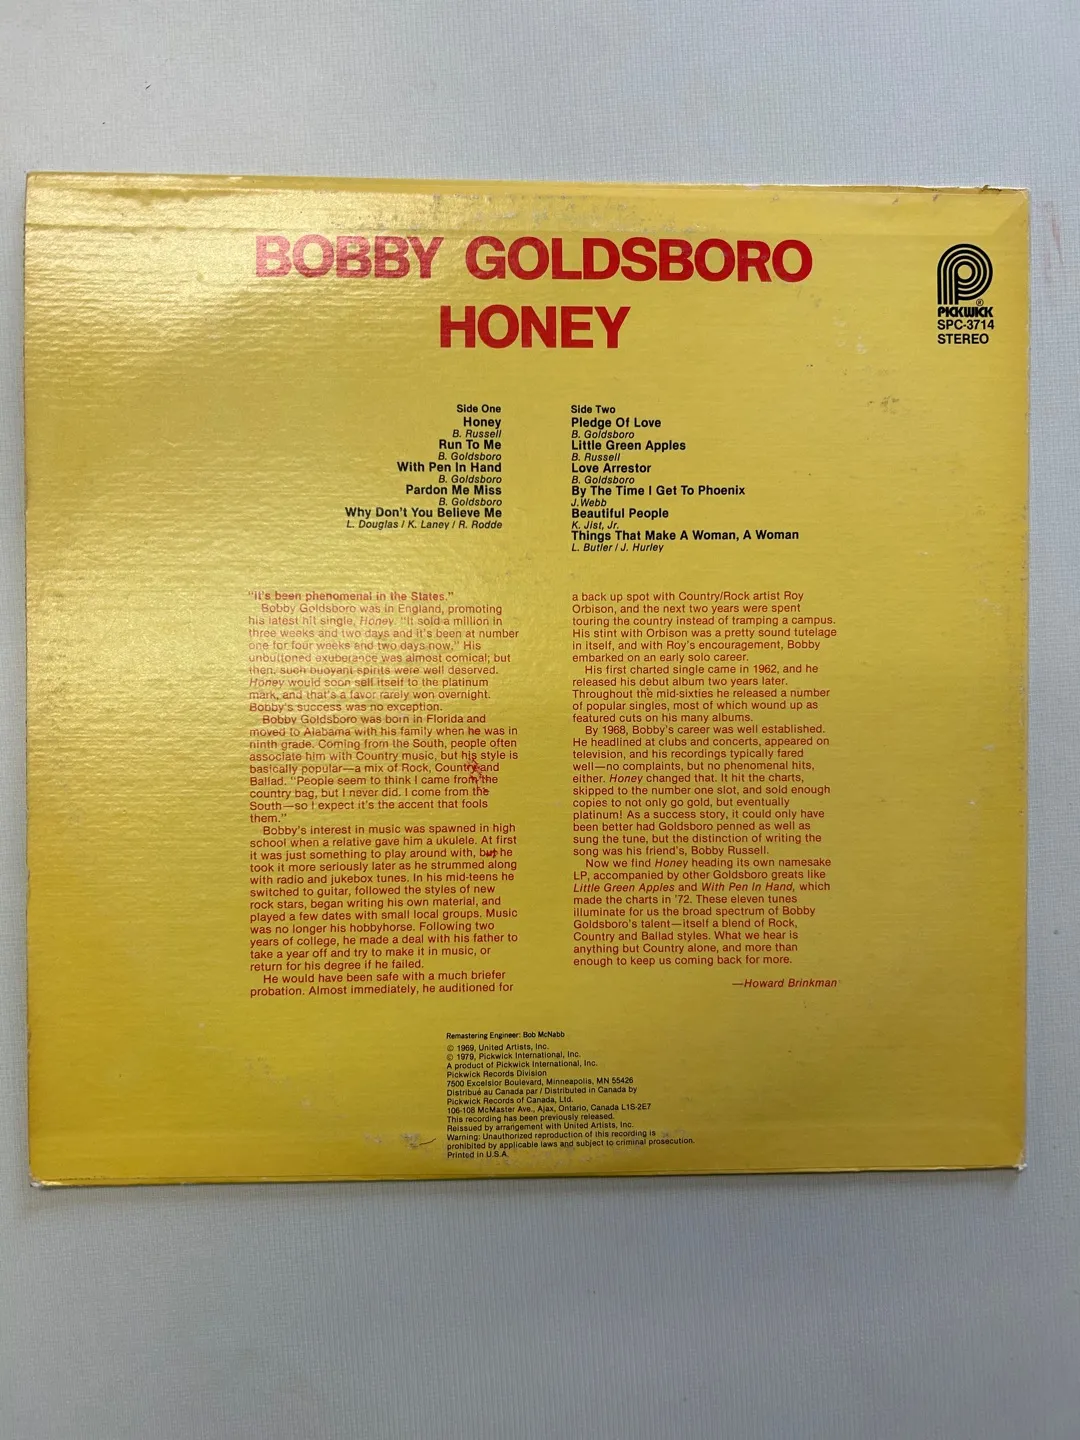 BOBBY GOLDSBORO
HONEY
PICKWICK®
SPC-3714
STEREO
Side One
Honey
B. Russell
Run To Me
B. Goldsboro
With Pen In Hand
B. Goldsboro
Pardon Me Miss
B. Goldsboro
Why Don't You Believe Me
L. Douglas / K. Laney / R. Rodde
Side Two
Pledge Of Love
B. Goldsboro
Little Green Apples
B. Russell
Love Arrestor
B. Goldsboro
By The Time I Get To Phoenix
J. Webb
Beautiful People
K. Jist, Jr.
Things That Make A Woman, A Woman
L. Butler / J. Hurley
"It's been phenomenal in the States."
Bobby Goldsboro was in England, promoting
his latest hit single, Honey. "It sold a million in
three weeks and two days and it's been at number
one for four weeks and two days now." His
unbuttoned exuberance was almost comical; but
then, such buoyant spirits were well deserved.
Honey would soon sell itself to the platinum
mark, and that's a favor rarely won overnight.
Bobby's success was no exception.
Bobby Goldsboro was born in Florida and
moved to Alabama with his family when he was in
ninth grade. Coming from the South, people often
associate him with Country music, but his style is
basically popular—a mix of Rock, Country and
Ballad. "People seem to think I came from the
country bag, but I never did. I come from the
South—so I expect it's the accent that fools
them."
Bobby's interest in music was spawned in high
school when a relative gave him a ukulele. At first
it was just something to play around with, but he
took it more seriously later as he strummed along
with radio and jukebox tunes. In his mid-teens he
switched to guitar, followed the styles of new
rock stars, began writing his own material, and
played a few dates with small local groups. Music
was no longer his hobbyhorse. Following two
years of college, he made a deal with his father to
take a year off and try to make it in music, or
return for his degree if he failed.
He would have been safe with a much briefer
probation. Almost immediately, he auditioned for
a back up spot with Country/Rock artist Roy
Orbison, and the next two years were spent
touring the country instead of tramping a campus.
His stint with Orbison was a pretty sound tutelage
in itself, and with Roy's encouragement, Bobby
embarked on an early solo career.
His first charted single came in 1962, and he
released his debut album two years later.
Throughout the mid-sixties he released a number
of popular singles, most of which wound up as
featured cuts on his many albums.
By 1968, Bobby's career was well established.
He headlined at clubs and concerts, appeared on
television, and his recordings typically fared
well—no complaints, but no phenomenal hits,
either. Honey changed that. It hit the charts,
skipped to the number one slot, and sold enough
copies to not only go gold, but eventually
platinum! As a success story, it could only have
been better had Goldsboro penned as well as
sung the tune, but the distinction of writing the
song was his friend's, Bobby Russell.
Now we find Honey heading its own namesake
LP, accompanied by other Goldsboro greats like
Little Green Apples and With Pen In Hand, which
made the charts in '72. These eleven tunes
illuminate for us the broad spectrum of Bobby
Goldsboro's talent—itself a blend of Rock,
Country and Ballad styles. What we hear is
anything but Country alone, and more than
enough to keep us coming back for more.
—Howard Brinkman
Remastering Engineer: Bob McNabb
© 1969, United Artists, Inc.
© 1979, Pickwick International, Inc.
A product of Pickwick International, Inc.
Pickwick Records Division
7500 Excelsior Boulevard, Minneapolis, MN 55426
Distribué au Canada par / Distributed in Canada by
Pickwick Records of Canada, Ltd.
106-108 McMaster Ave., Ajax, Ontario, Canada L1S-2E7
This recording has been previously released.
Reissued by arrangement with United Artists, Inc.
Warning: Unauthorized reproduction of this recording is
prohibited by applicable laws and subject to criminal prosecution.
Printed in U.S.A.